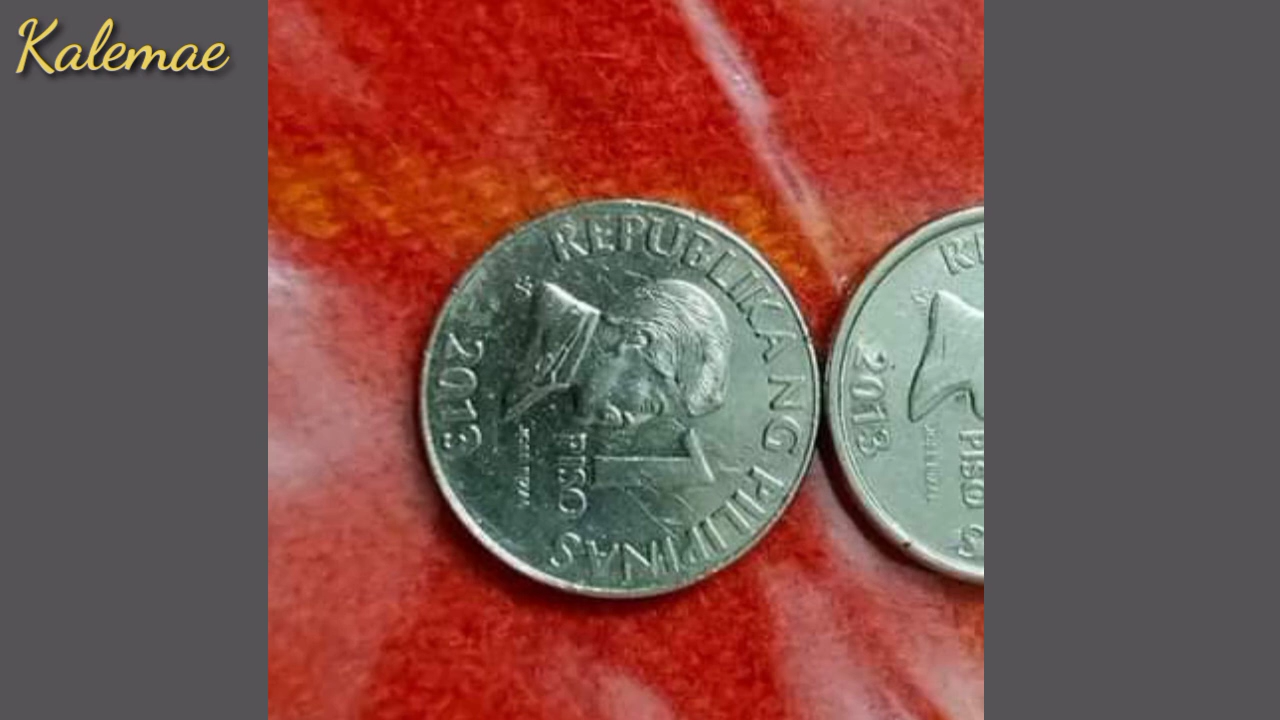 Kalemae
REPUBLIKA NG PILIPINAS
2013
1
PISO
JOSE RIZAL
2013
PISO